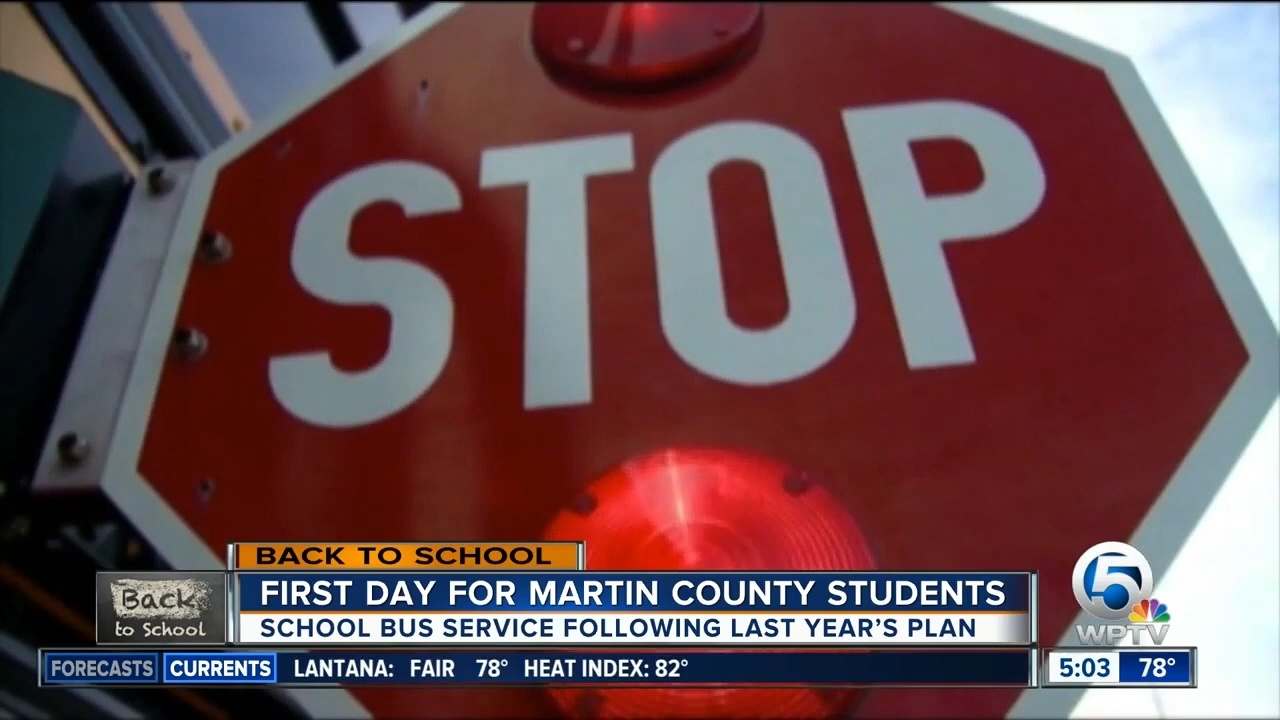 STOP
BACK TO SCHOOL
Back
to School
FIRST DAY FOR MARTIN COUNTY STUDENTS
SCHOOL BUS SERVICE FOLLOWING LAST YEAR'S PLAN
5
WPTV
FORECASTS CURRENTS LANTANA: FAIR 78° HEAT INDEX: 82°
5:03 78°